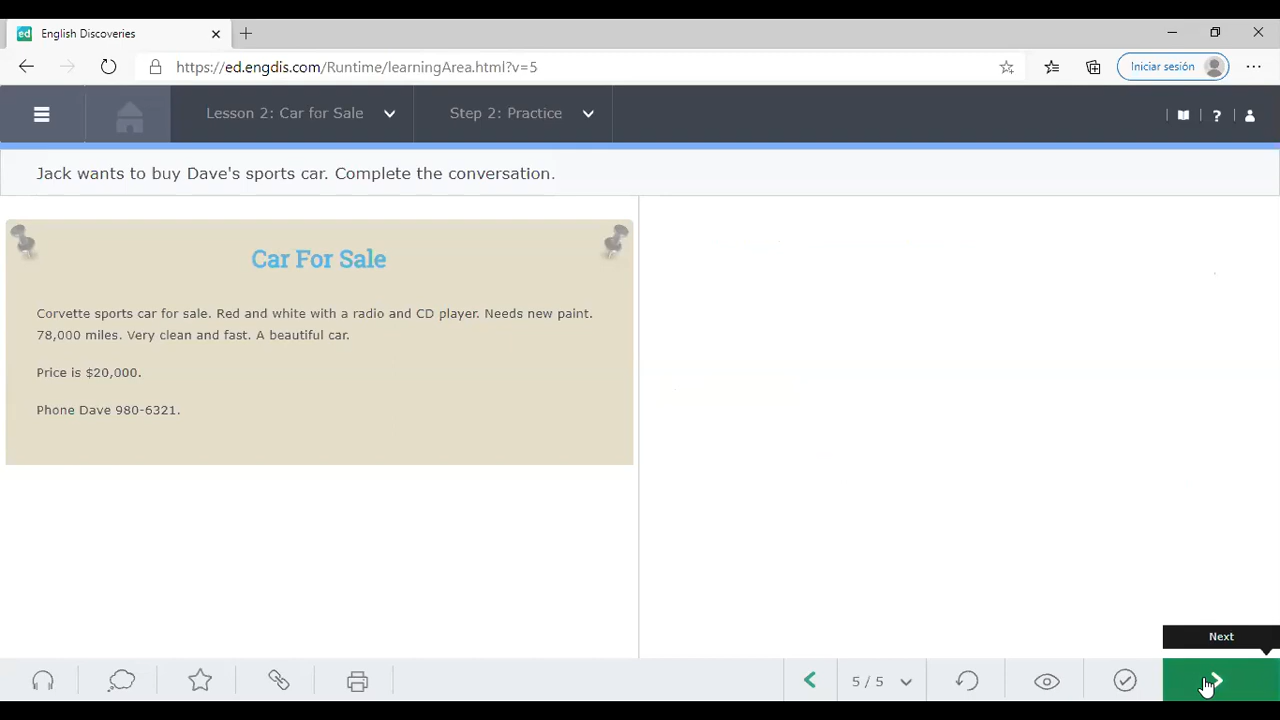 ed English Discoveries
https://ed.engdis.com/Runtime/learningArea.html?v=5
Iniciar sesión
Lesson 2: Car for Sale
Step 2: Practice
?
Jack wants to buy Dave's sports car. Complete the conversation.
Car For Sale
Corvette sports car for sale. Red and white with a radio and CD player. Needs new paint.
78,000 miles. Very clean and fast. A beautiful car.
Price is $20,000.
Phone Dave 980-6321.
Next
5 / 5